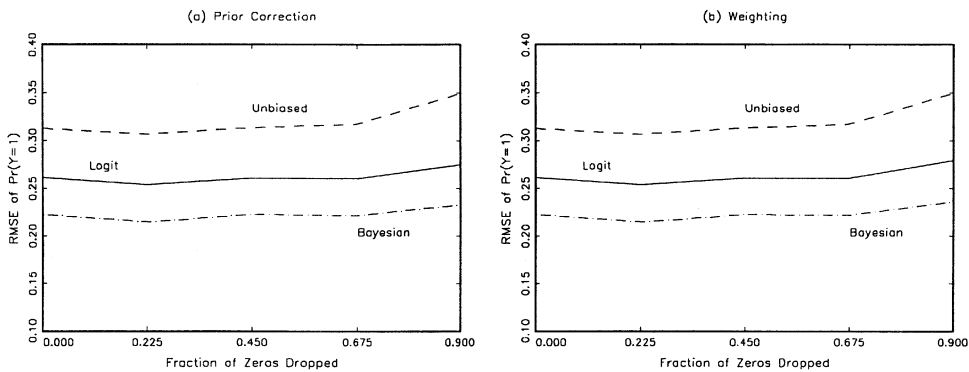 (a) Prior Correction
RMSE of Pr(Y=1)
0.40
0.35
0.30
0.25
0.20
0.15
0.10
Unbiased
Logit
Bayesian
0.000
0.225
0.450
0.675
0.900
Fraction of Zeros Dropped
(b) Weighting
RMSE of Pr(Y=1)
0.40
0.35
0.30
0.25
0.20
0.15
0.10
Unbiased
Logit
Bayesian
0.000
0.225
0.450
0.675
0.900
Fraction of Zeros Dropped